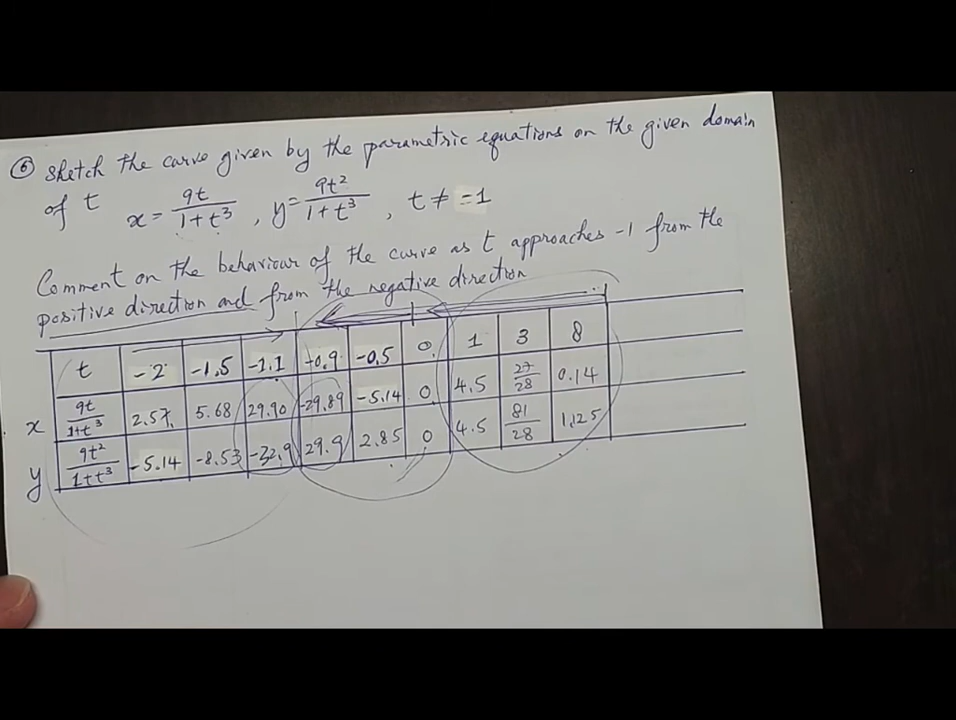 ⑥ Sketch the curve given by the parametric equations on the given domain
of t x = 9t/(1+t³) , y = 9t²/(1+t³) , t ≠ -1
Comment on the behaviour of the curve as t approaches -1 from the
positive direction and from the negative direction
t -2 -1.5 -1.1 -0.9 -0.5 0 1 3 8
x 9t/(1+t³) 2.57 5.68 29.90 -29.89 -5.14 0 4.5 27/28 0.14
y 9t²/(1+t³) -5.14 -8.53 -32.9 29.9 2.85 0 4.5 81/28 1.125